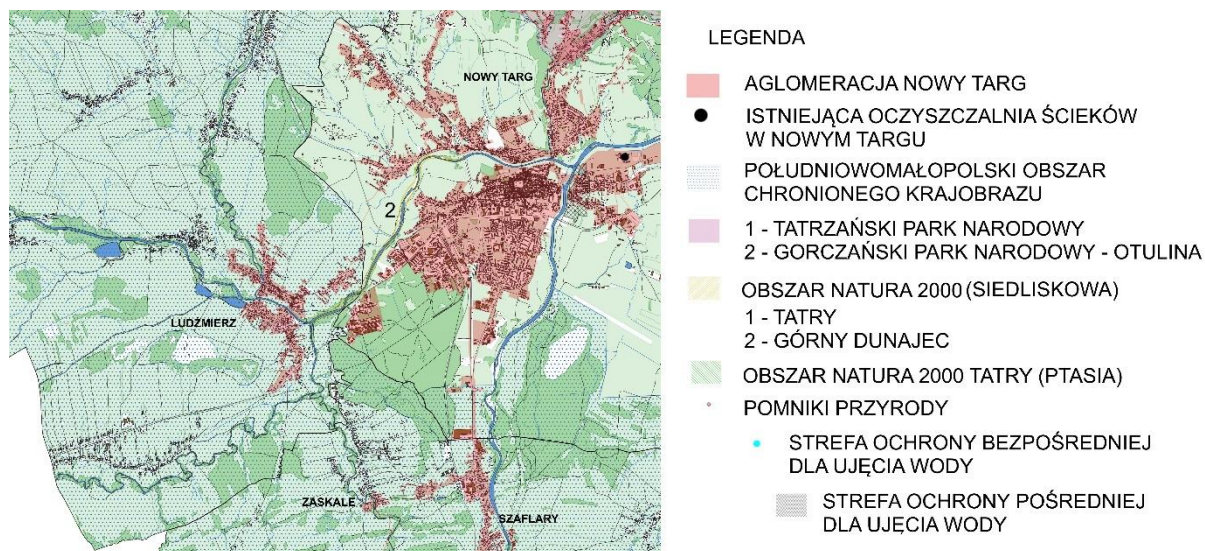 NOWY TARG
2
LUDŹMIERZ
ZASKALE
SZAFLARY
LEGENDA
AGLOMERACJA NOWY TARG
ISTNIEJĄCA OCZYSZCZALNIA ŚCIEKÓW
W NOWYM TARGU
POŁUDNIOWOMAŁOPOLSKI OBSZAR
CHRONIONEGO KRAJOBRAZU
1 - TATRZAŃSKI PARK NARODOWY
2 - GORCZAŃSKI PARK NARODOWY - OTULINA
OBSZAR NATURA 2000 (SIEDLISKOWA)
1 - TATRY
2 - GÓRNY DUNAJEC
OBSZAR NATURA 2000 TATRY (PTASIA)
POMNIKI PRZYRODY
STREFA OCHRONY BEZPOŚREDNIEJ
DLA UJĘCIA WODY
STREFA OCHRONY POŚREDNIEJ
DLA UJĘCIA WODY